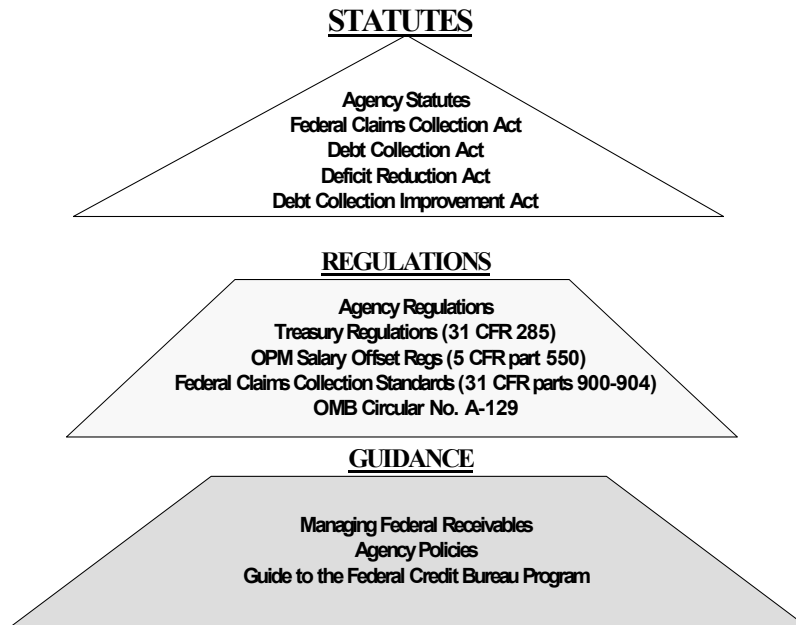 STATUTES
Agency Statutes
Federal Claims Collection Act
Debt Collection Act
Deficit Reduction Act
Debt Collection Improvement Act
REGULATIONS
Agency Regulations
Treasury Regulations (31 CFR 285)
OPM Salary Offset Regs (5 CFR part 550)
Federal Claims Collection Standards (31 CFR parts 900-904)
OMB Circular No. A-129
GUIDANCE
Managing Federal Receivables
Agency Policies
Guide to the Federal Credit Bureau Program